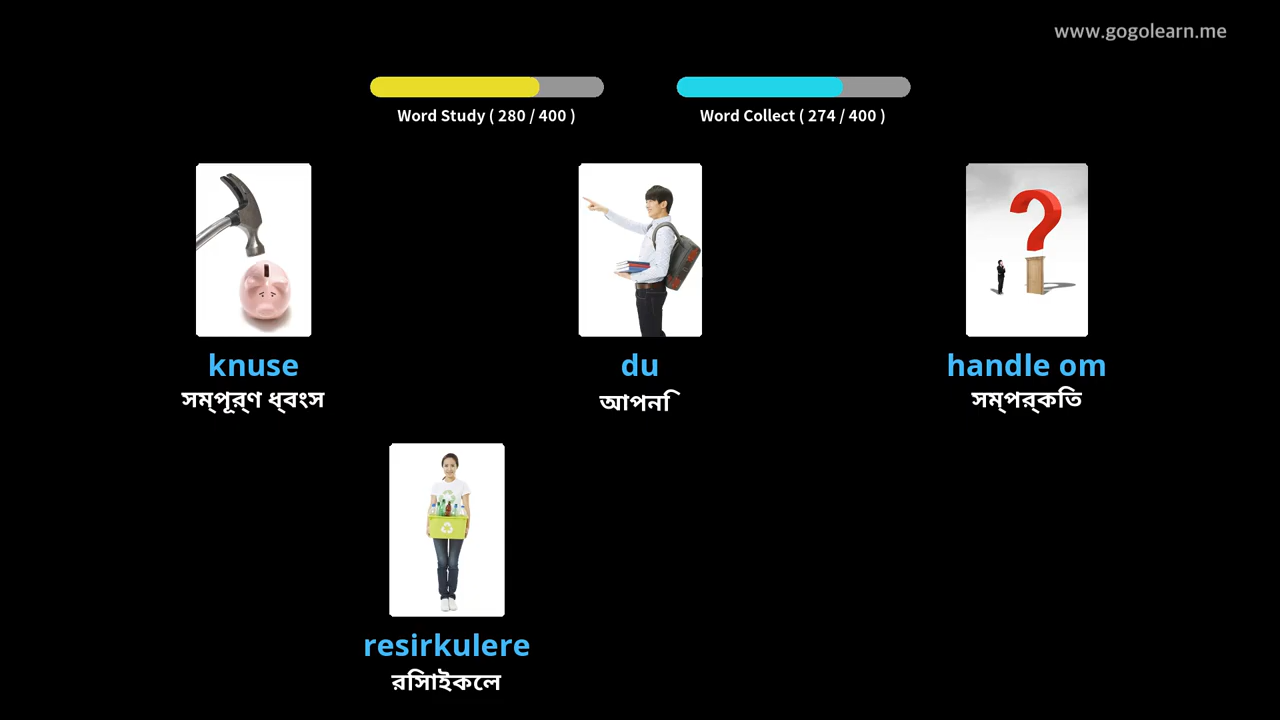 www.gogolearn.me
Word Study ( 280 / 400 )
Word Collect ( 274 / 400 )
knuse
du
handle om
সম্পূর্ণ ধ্বংস
আপনি
সম্পর্কিত
resirkulere
রিসাইকেল